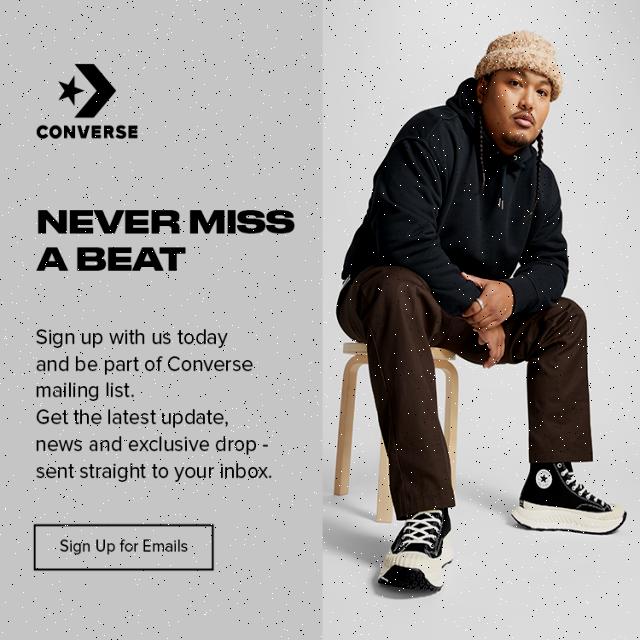 CONVERSE
NEVER MISS
A BEAT
Sign up with us today
and be part of Converse
mailing list.
Get the latest update,
news and exclusive drop -
sent straight to your inbox.
Sign Up for Emails